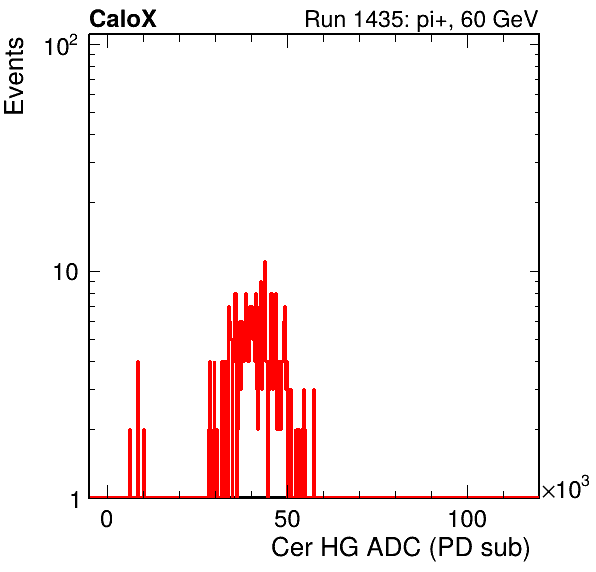 CaloX Run 1435: pi+, 60 GeV
Events
10²
10
1
0 50 100 ×10³
Cer HG ADC (PD sub)